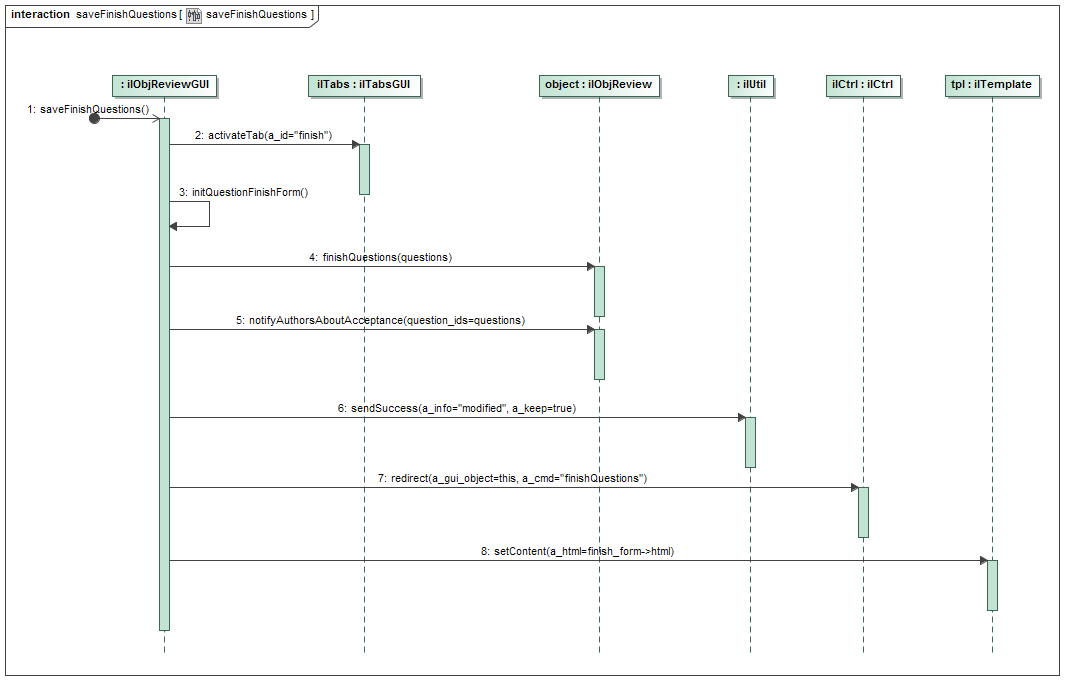 interaction saveFinishQuestions [ saveFinishQuestions ]
: ilObjReviewGUI
ilTabs : ilTabsGUI
object : ilObjReview
: ilUtil
ilCtrl : ilCtrl
tpl : ilTemplate
1: saveFinishQuestions()
2: activateTab(a_id="finish")
3: initQuestionFinishForm()
4: finishQuestions(questions)
5: notifyAuthorsAboutAcceptance(question_ids=questions)
6: sendSuccess(a_info="modified", a_keep=true)
7: redirect(a_gui_object=this, a_cmd="finishQuestions")
8: setContent(a_html=finish_form->html)